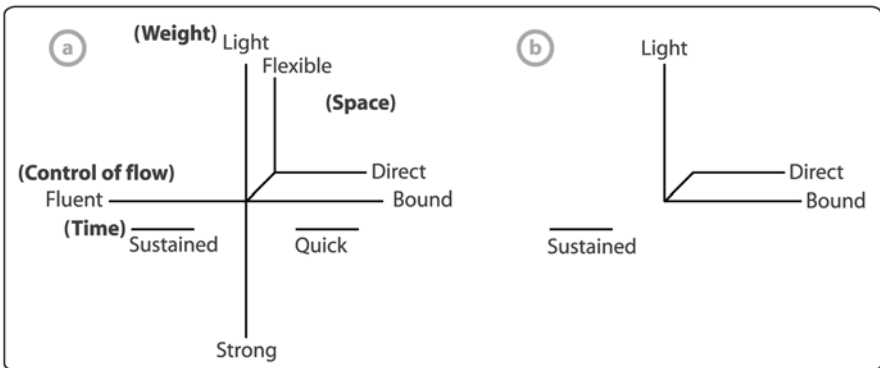 a
(Weight) Light
Flexible
(Space)
(Control of flow)
Direct
Fluent
Bound
(Time)
Sustained
Quick
Strong
b
Light
Direct
Bound
Sustained